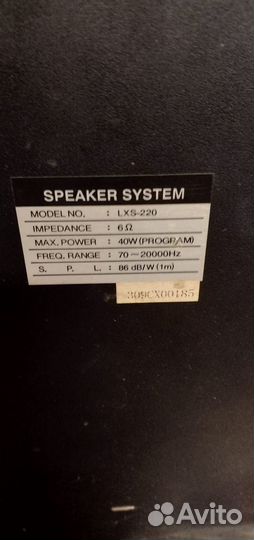 SPEAKER SYSTEM
MODEL NO. : LXS-220
IMPEDANCE : 6Ω
MAX. POWER : 40W(PROGRAM)
FREQ. RANGE : 70~20000Hz
S. P. L. : 86 dB/W(1m)
309CX00185
Avito